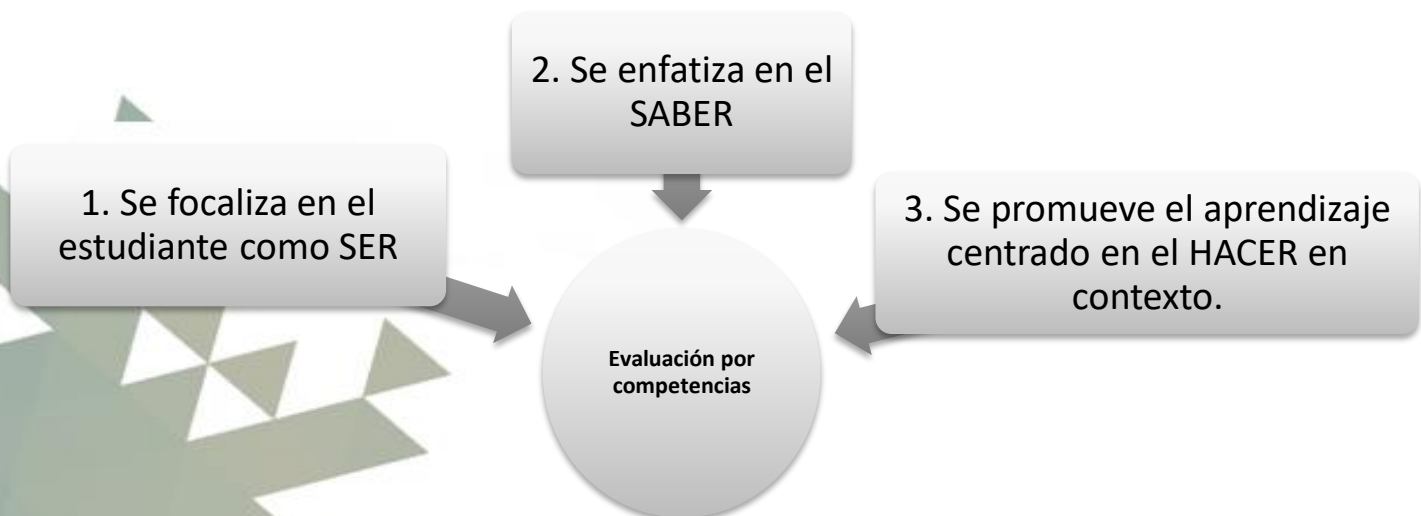 1. Se focaliza en el
estudiante como SER
2. Se enfatiza en el
SABER
3. Se promueve el aprendizaje
centrado en el HACER en
contexto.
Evaluación por
competencias